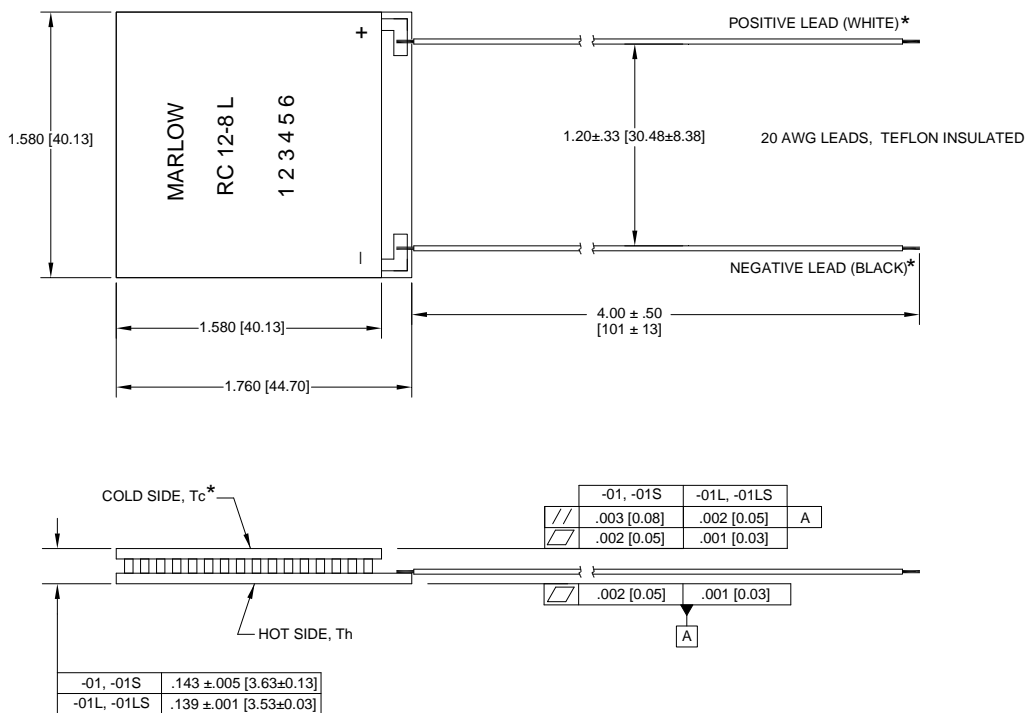 POSITIVE LEAD (WHITE)*
+
MARLOW
RC 12-8 L
1 2 3 4 5 6
–
1.580 [40.13]
1.20±.33 [30.48±8.38]
20 AWG LEADS, TEFLON INSULATED
NEGATIVE LEAD (BLACK)*
1.580 [40.13]
4.00 ± .50
[101 ± 13]
1.760 [44.70]
COLD SIDE, Tc*
-01, -01S -01L, -01LS
// .003 [0.08] .002 [0.05] A
.002 [0.05] .001 [0.03]
.002 [0.05] .001 [0.03]
A
HOT SIDE, Th
-01, -01S .143 ±.005 [3.63±0.13]
-01L, -01LS .139 ±.001 [3.53±0.03]